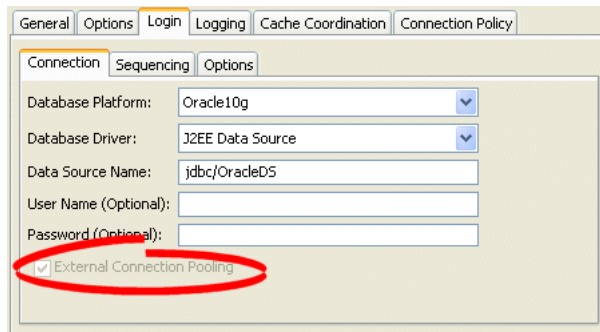 General Options Login Logging Cache Coordination Connection Policy
Connection Sequencing Options
Database Platform: Oracle10g
Database Driver: J2EE Data Source
Data Source Name: jdbc/OracleDS
User Name (Optional):
Password (Optional):
External Connection Pooling